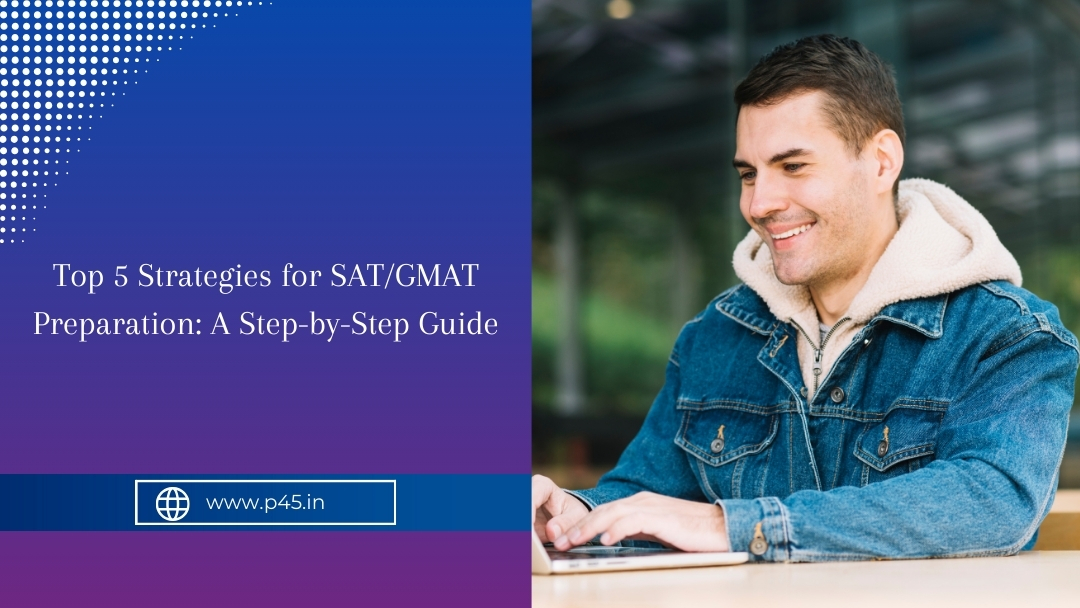 Top 5 Strategies for SAT/GMAT
Preparation: A Step-by-Step Guide
www.p45.in